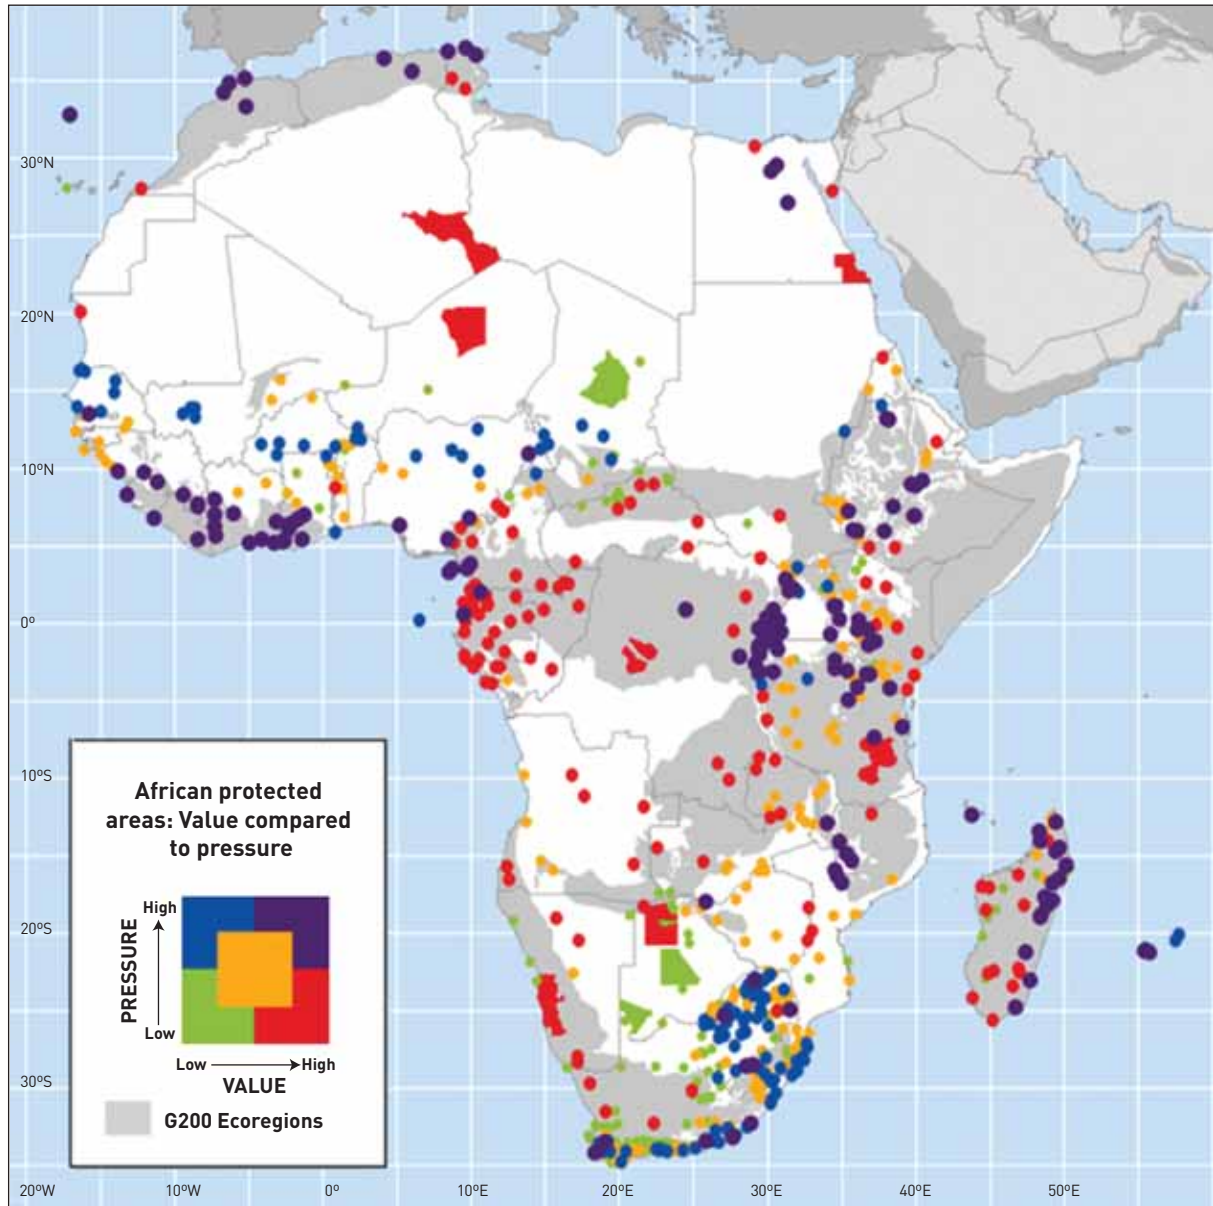 30ºN
20ºN
10ºN
0º
10ºS
20ºS
30ºS
African protected
areas: Value compared
to pressure
High
PRESSURE
Low
Low High
VALUE
G200 Ecoregions
20ºW 10ºW 0º 10ºE 20ºE 30ºE 40ºE 50ºE